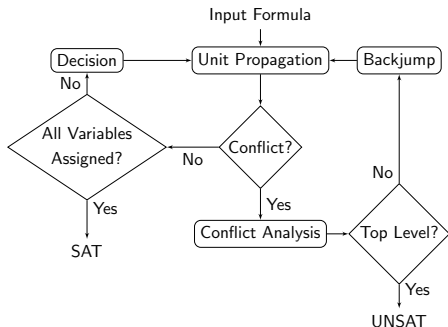 Input Formula
Decision
Unit Propagation
Backjump
No
All Variables
Assigned?
Conflict?
No
No
Yes
Yes
Conflict Analysis
Top Level?
SAT
Yes
UNSAT